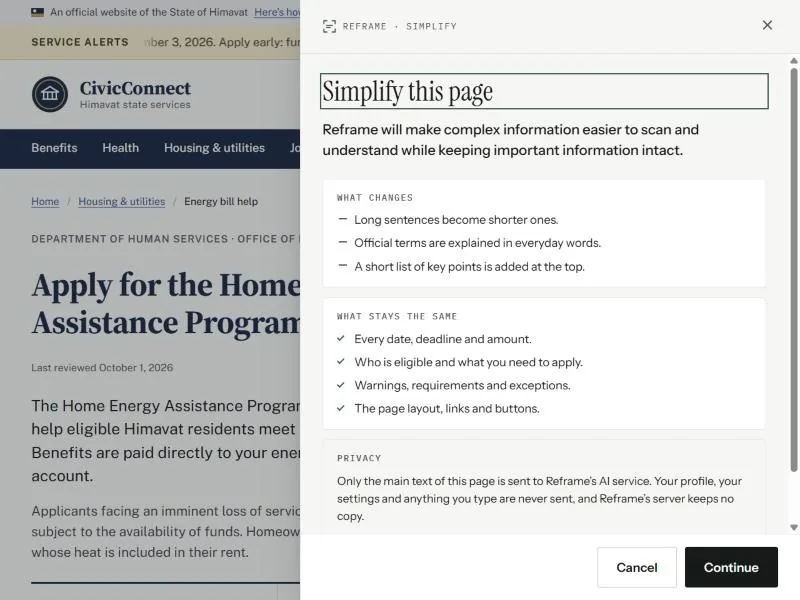 An official website of the State of Himavat Here's how
SERVICE ALERTS ber 3, 2026. Apply early:
CivicConnect
Himavat state services
Benefits Health Housing & utilities
Home / Housing & utilities / Energy bill help
DEPARTMENT OF HUMAN SERVICES · OFFICE OF
Apply for the Home
Assistance Program
Last reviewed October 1, 2026
The Home Energy Assistance Program
help eligible Himavat residents meet
Benefits are paid directly to your
account.
Applicants facing an imminent loss of
subject to the availability of funds.
whose heat is included in their rent.
REFRAME · SIMPLIFY
Simplify this page
Reframe will make complex information easier to scan and
understand while keeping important information intact.
WHAT CHANGES
— Long sentences become shorter ones.
— Official terms are explained in everyday words.
— A short list of key points is added at the top.
WHAT STAYS THE SAME
✓ Every date, deadline and amount.
✓ Who is eligible and what you need to apply.
✓ Warnings, requirements and exceptions.
✓ The page layout, links and buttons.
PRIVACY
Only the main text of this page is sent to Reframe's AI service. Your profile, your
settings and anything you type are never sent, and Reframe's server keeps no
copy.
Cancel Continue